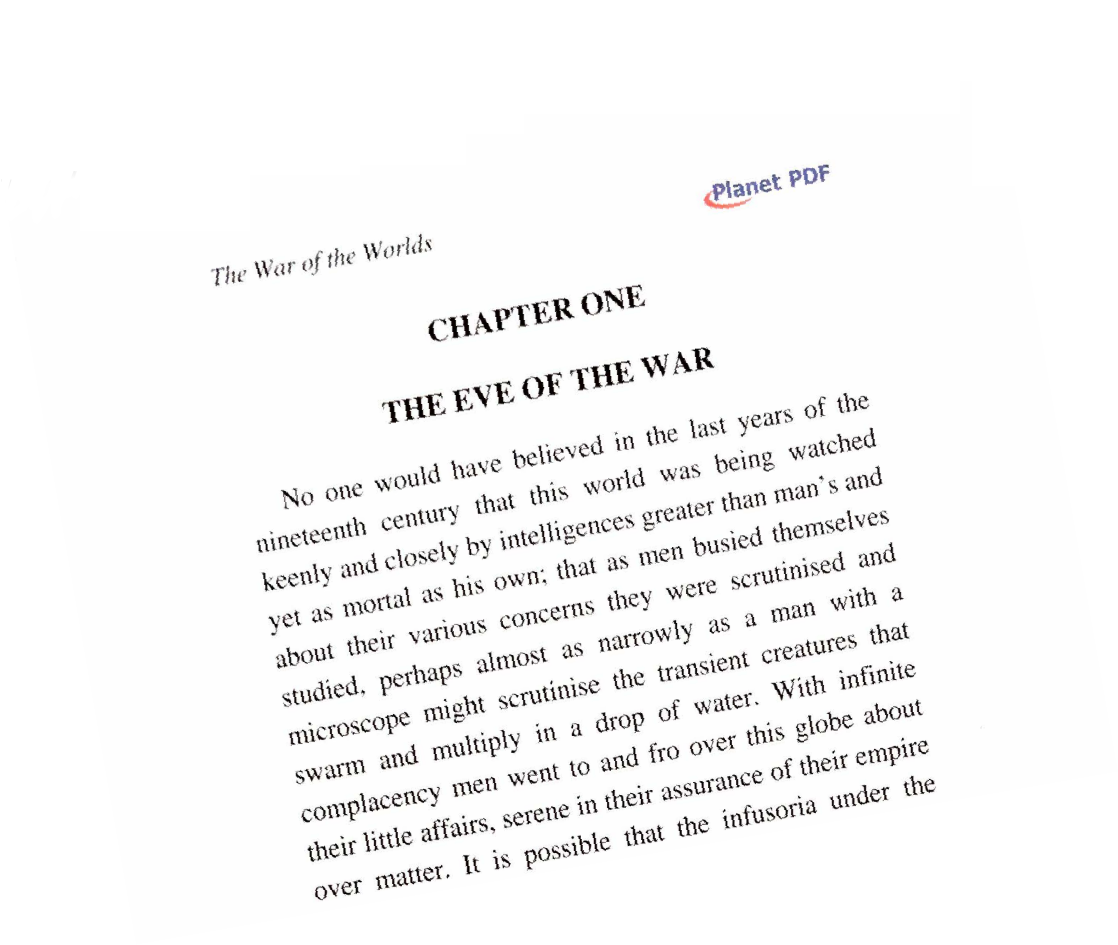 Planet PDF
The War of the Worlds
CHAPTER ONE
THE EVE OF THE WAR
No one would have believed in the last years of the
nineteenth century that this world was being watched
keenly and closely by intelligences greater than man's and
yet as mortal as his own; that as men busied themselves
about their various concerns they were scrutinised and
studied, perhaps almost as narrowly as a man with a
microscope might scrutinise the transient creatures that
swarm and multiply in a drop of water. With infinite
complacency men went to and fro over this globe about
their little affairs, serene in their assurance of their empire
over matter. It is possible that the infusoria under the